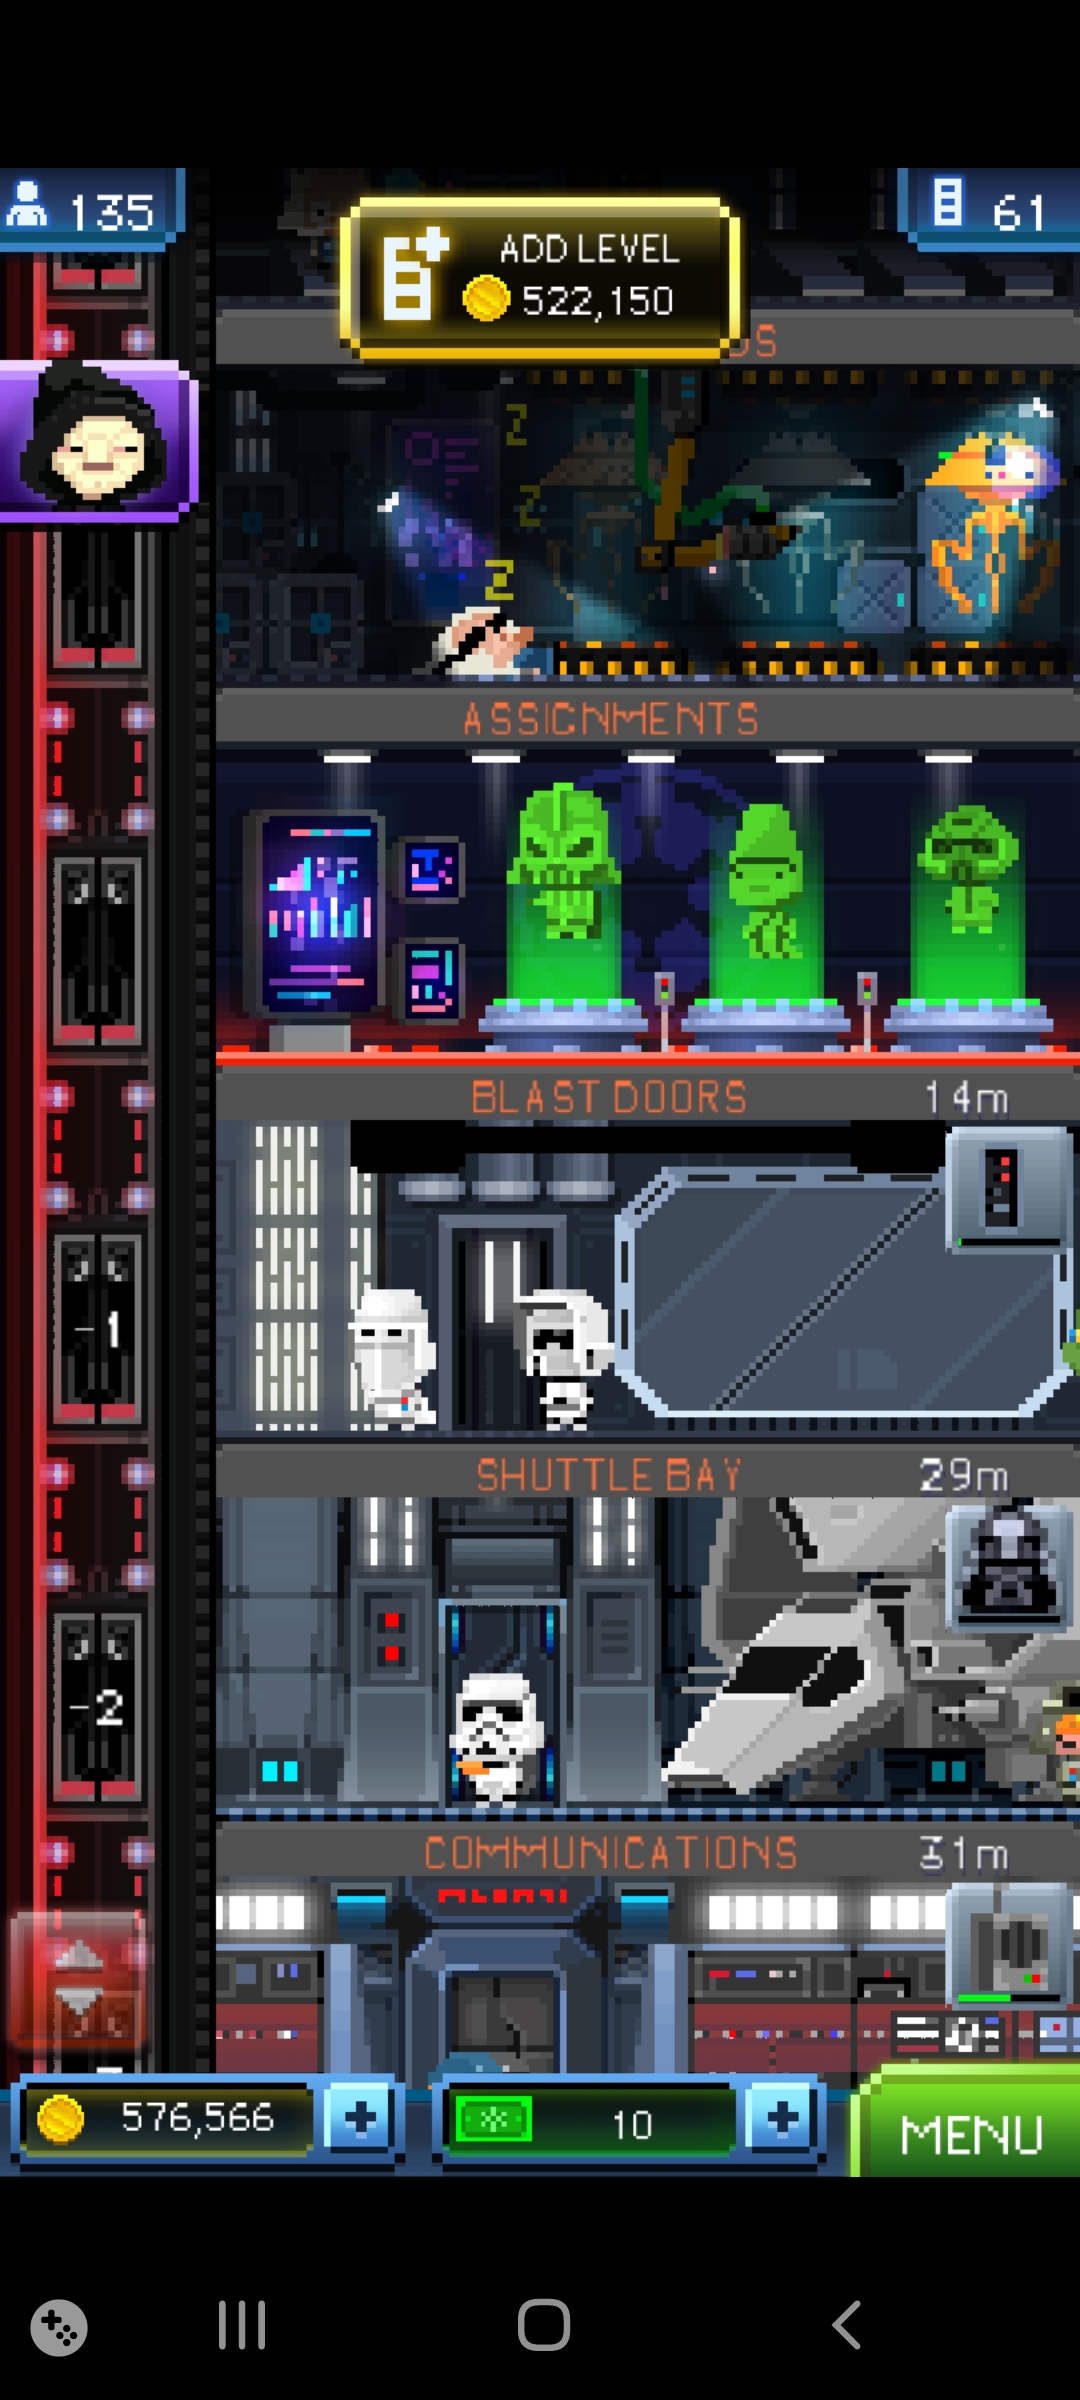 135
ADD LEVEL
522,150
61
DS
Z
Z
Z
ASSIGNMENTS
BLAST DOORS 14m
-1
SHUTTLE BAY 29m
-2
COMMUNICATIONS 31m
576,566
10
MENU